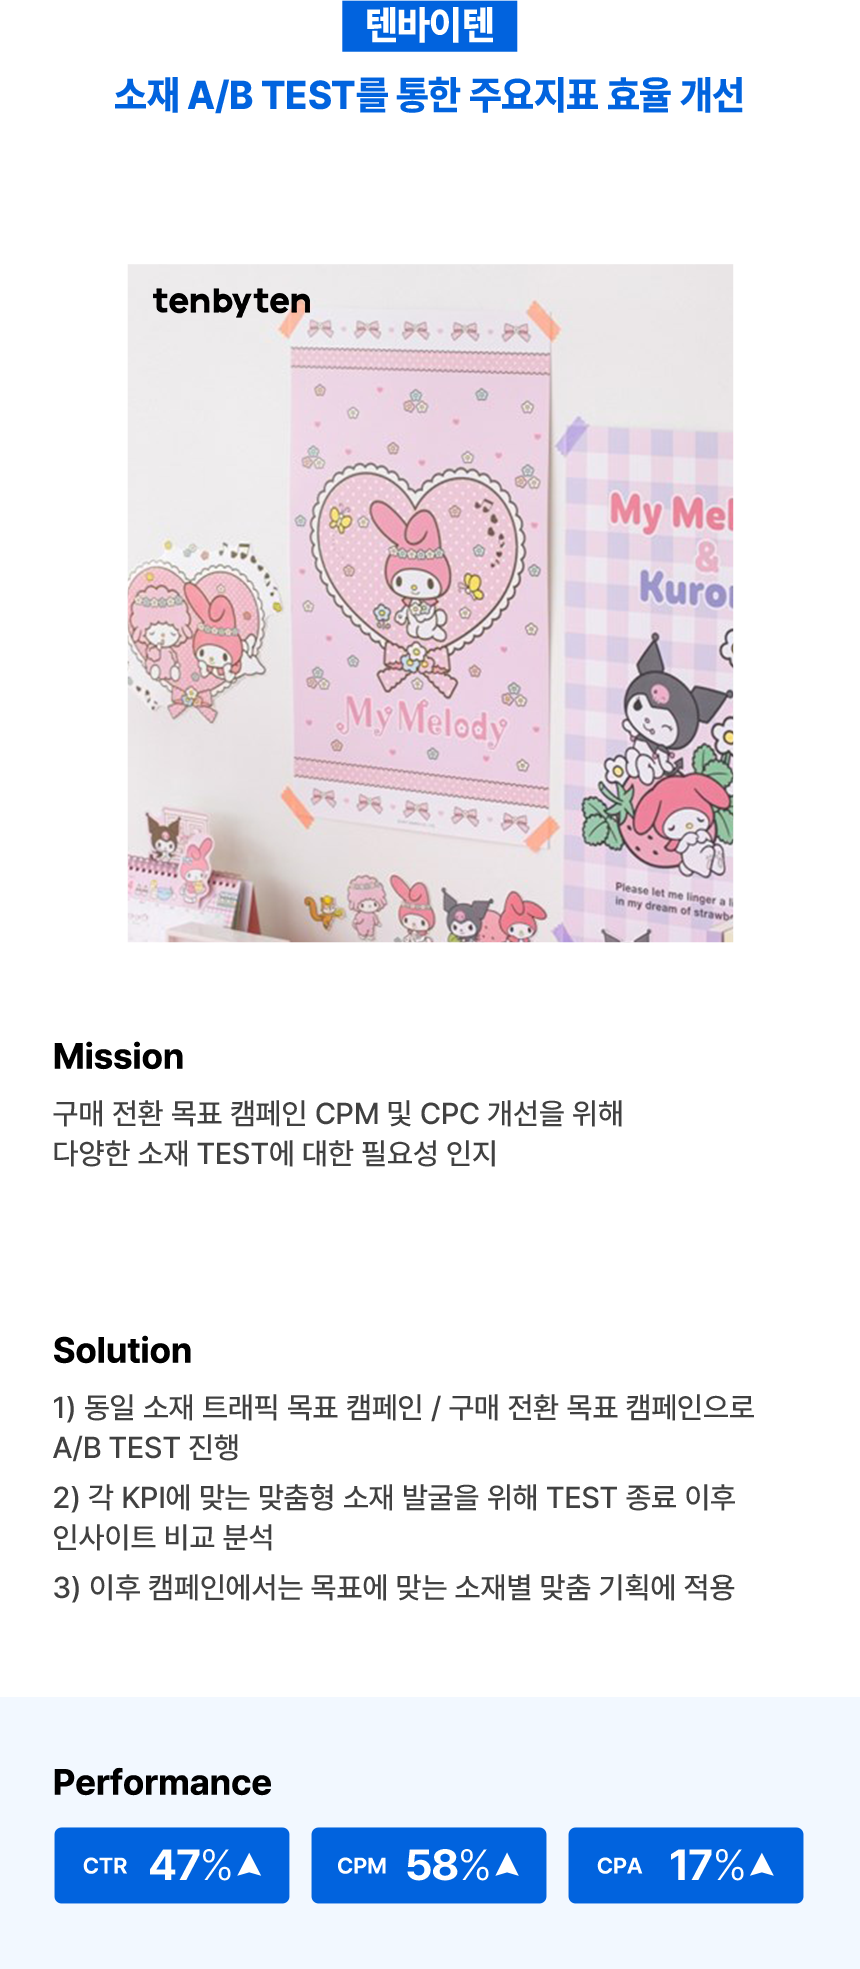 텐바이텐
소재 A/B TEST를 통한 주요지표 효율 개선
tenbyten
My Melody
My Mel
&
Kuro
Please let me linger a li
in my dream of strawb
Mission
구매 전환 목표 캠페인 CPM 및 CPC 개선을 위해
다양한 소재 TEST에 대한 필요성 인지
Solution
1) 동일 소재 트래픽 목표 캠페인 / 구매 전환 목표 캠페인으로
A/B TEST 진행
2) 각 KPI에 맞는 맞춤형 소재 발굴을 위해 TEST 종료 이후
인사이트 비교 분석
3) 이후 캠페인에서는 목표에 맞는 소재별 맞춤 기획에 적용
Performance
CTR 47%▲
CPM 58%▲
CPA 17%▲